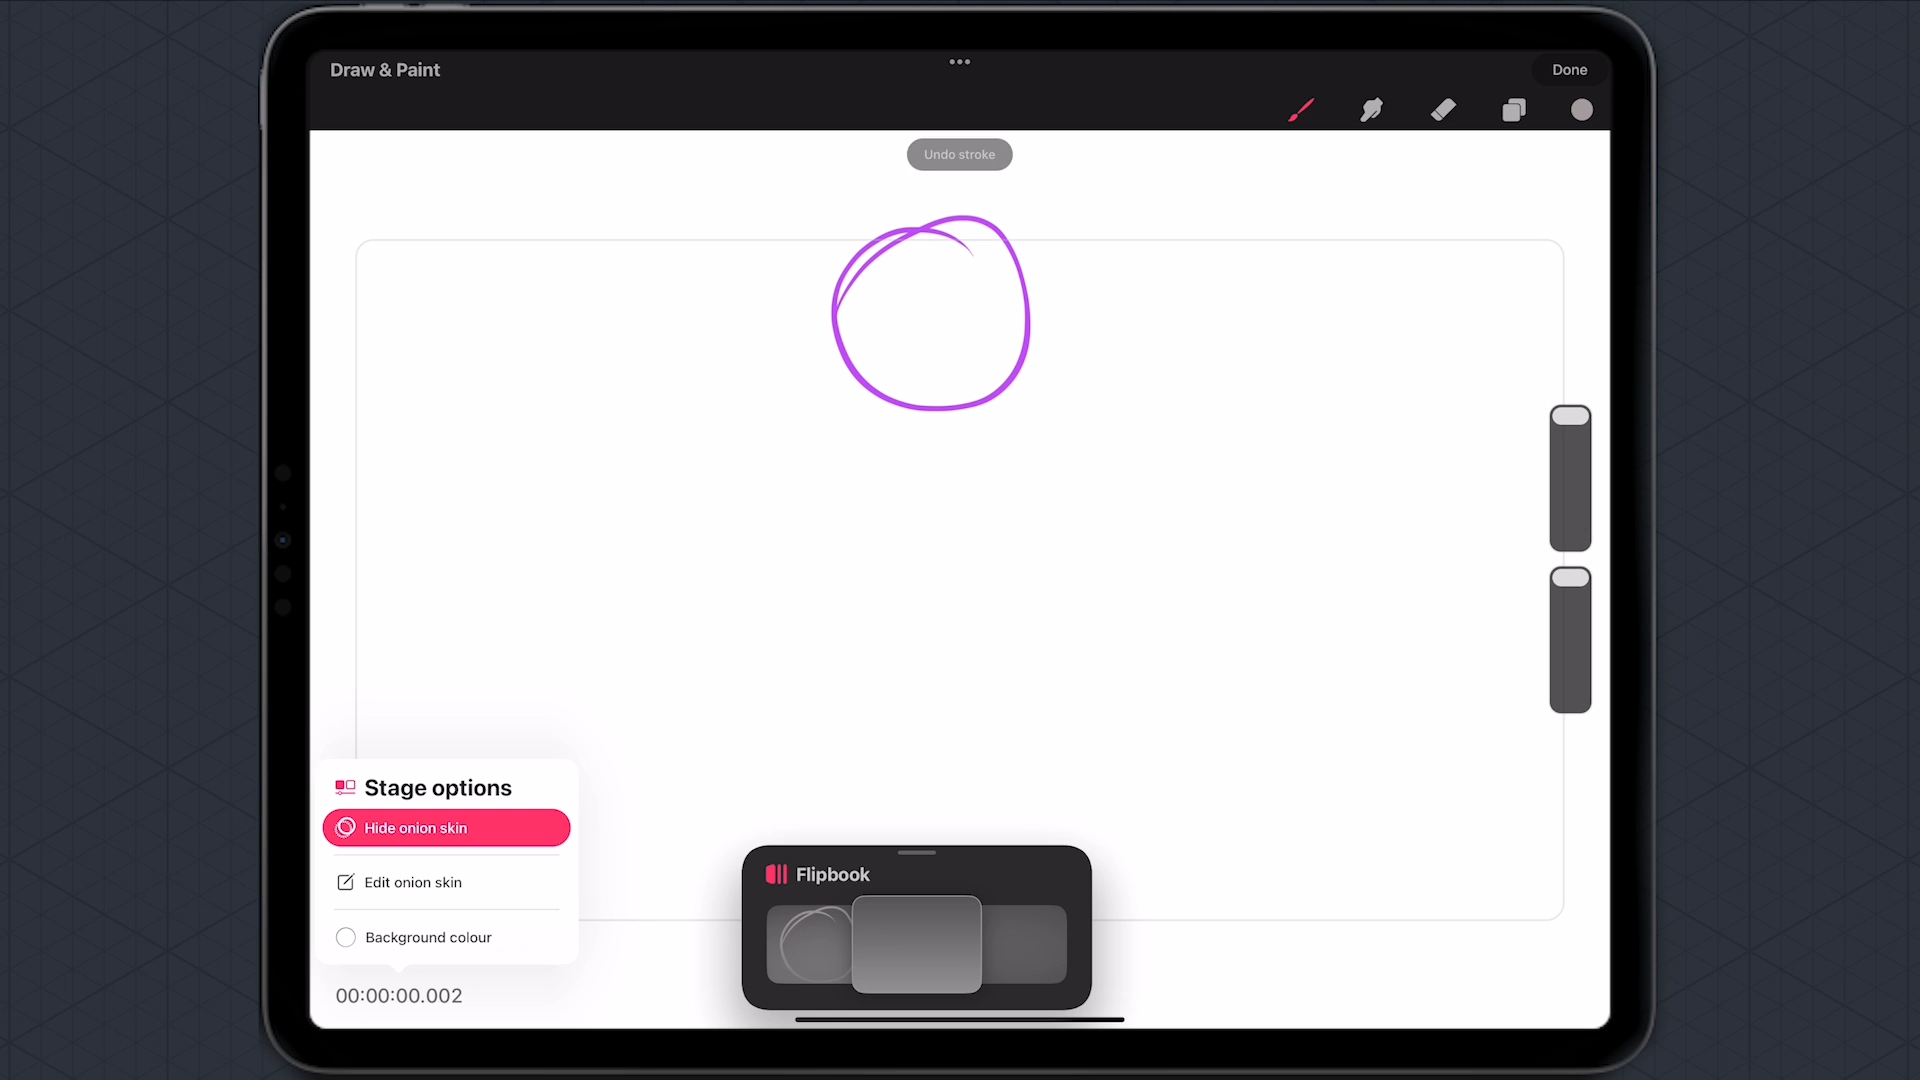 Draw & Paint
Done
Undo stroke
Stage options
Hide onion skin
Edit onion skin
Background colour
Flipbook
00:00:00.002